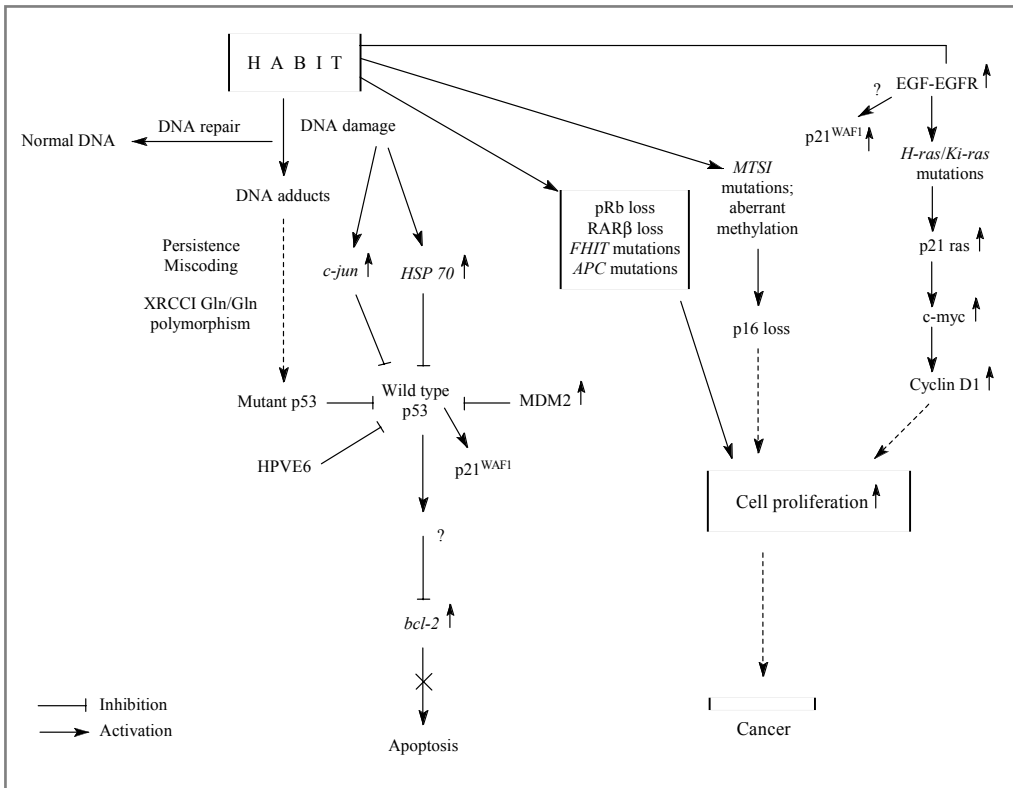 H A B I T
EGF-EGFR
?
p21WAF1
DNA repair
Normal DNA
DNA damage
H-ras/Ki-ras
mutations
MTSI
mutations;
aberrant
methylation
DNA adducts
pRb loss
RARβ loss
FHIT mutations
APC mutations
p21 ras
Persistence
Miscoding
c-jun
HSP 70
XRCCI Gln/Gln
polymorphism
p16 loss
c-myc
Cyclin D1
Mutant p53
Wild type
p53
MDM2
HPVE6
p21WAF1
Cell proliferation
?
bcl-2
Inhibition
Activation
Apoptosis
Cancer